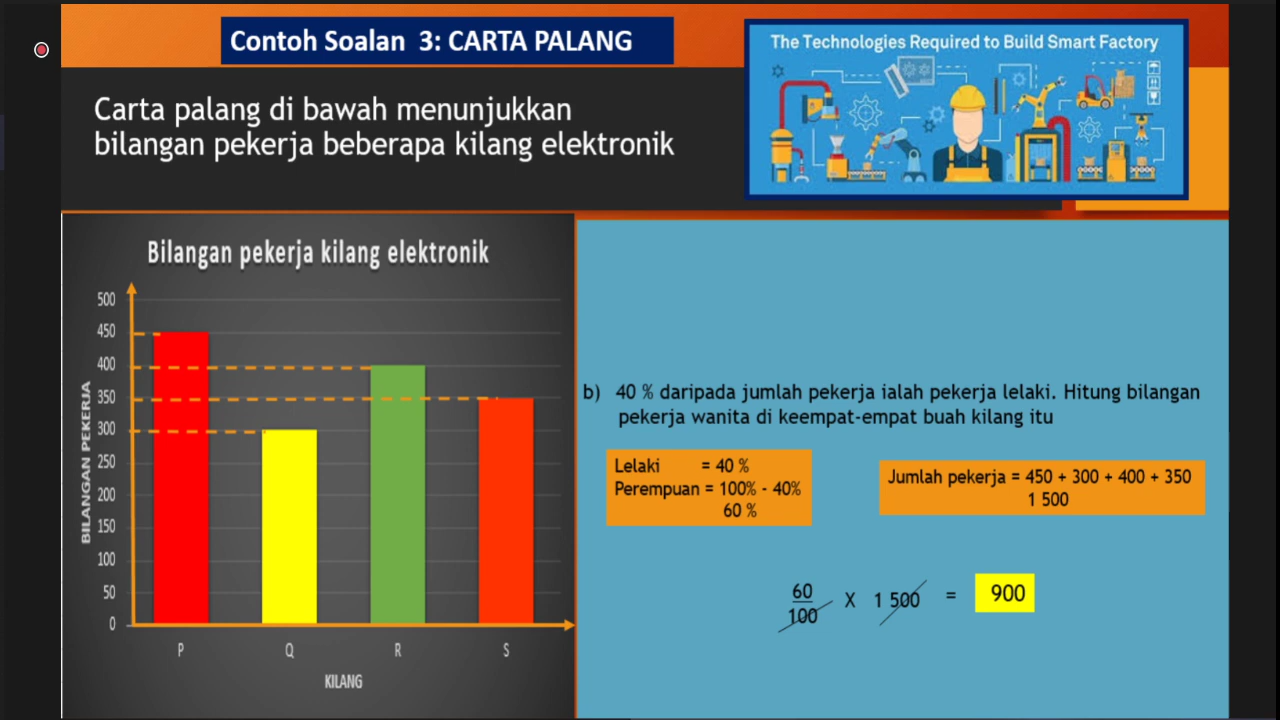 Contoh Soalan 3: CARTA PALANG
The Technologies Required to Build Smart Factory
Carta palang di bawah menunjukkan
bilangan pekerja beberapa kilang elektronik
Bilangan pekerja kilang elektronik
BILANGAN PEKERJA
500
450
400
350
300
250
200
150
100
50
0
P Q R S
KILANG
b) 40 % daripada jumlah pekerja ialah pekerja lelaki. Hitung bilangan
pekerja wanita di keempat-empat buah kilang itu
Lelaki = 40 %
Perempuan = 100% - 40%
60 %
Jumlah pekerja = 450 + 300 + 400 + 350
1 500
60
100 X 1 500 = 900